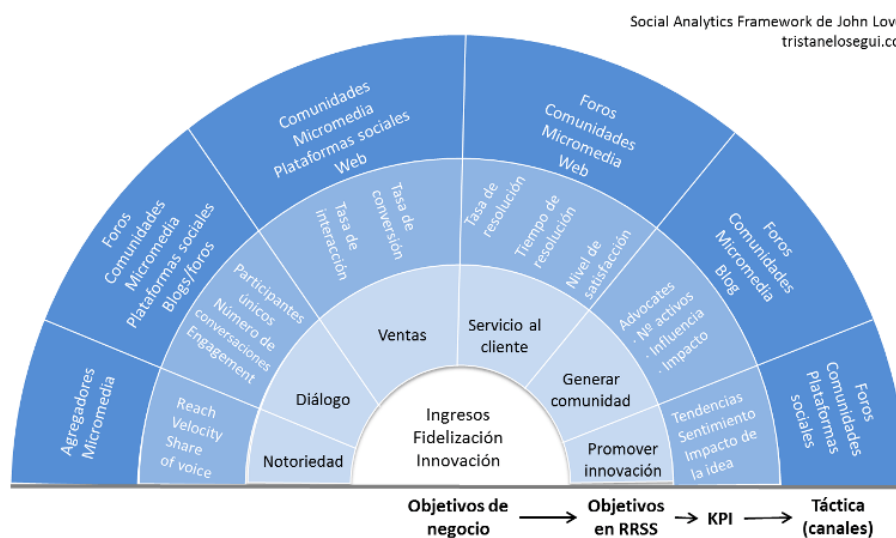 Social Analytics Framework de John Lov
tristanelosegui.co
Agregadores
Micromedia
Foros
Comunidades
Micromedia
Plataformas sociales
Blogs/foros
Comunidades
Micromedia
Plataformas sociales
Web
Foros
Comunidades
Micromedia
Web
Foros
Comunidades
Micromedia
Blog
Foros
Comunidades
Plataformas
sociales
Reach
Velocity
Share
of voice
Participantes
únicos
Número de
conversaciones
Engagement
Tasa de
interacción
Tasa de
conversión
Tasa de
resolución
Tiempo de
resolución
Nivel de
satisfacción
Advocates
. Nº activos
. Influencia
. Impacto
Tendencias
Sentimiento
Impacto de
la idea
Notoriedad
Diálogo
Ventas
Servicio al
cliente
Generar
comunidad
Promover
innovación
Ingresos
Fidelización
Innovación
Objetivos de
negocio
Objetivos
en RRSS
KPI
Táctica
(canales)